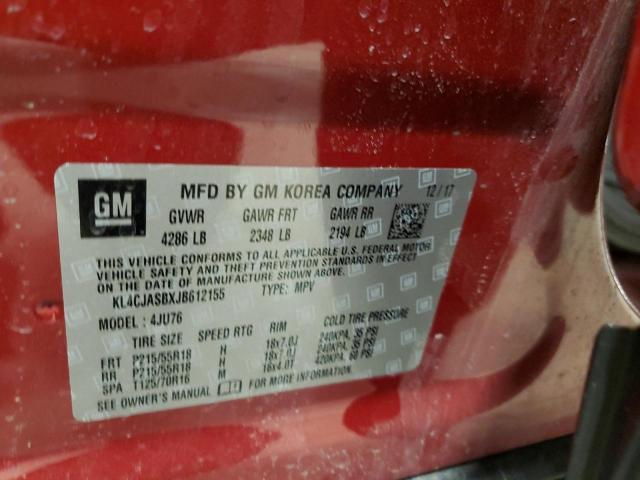 GM MFD BY GM KOREA COMPANY 12/17
GVWR GAWR FRT GAWR RR
4286 LB 2348 LB 2194 LB
THIS VEHICLE CONFORMS TO ALL APPLICABLE U.S. FEDERAL MOTOR
VEHICLE SAFETY AND THEFT PREVENTION STANDARDS IN EFFECT
ON THE DATE OF MANUFACTURE SHOWN ABOVE.
KL4CJASBXJB612155 TYPE: MPV
MODEL: 4JU76
TIRE SIZE SPEED RTG RIM COLD TIRE PRESSURE
FRT P215/55R18 H 18x7.0J 240KPA, 35 PSI
RR P215/55R18 H 18x7.0J 240KPA, 35 PSI
SPA T125/70R16 M 16x4.0T 420KPA, 60 PSI
SEE OWNER'S MANUAL FOR MORE INFORMATION.